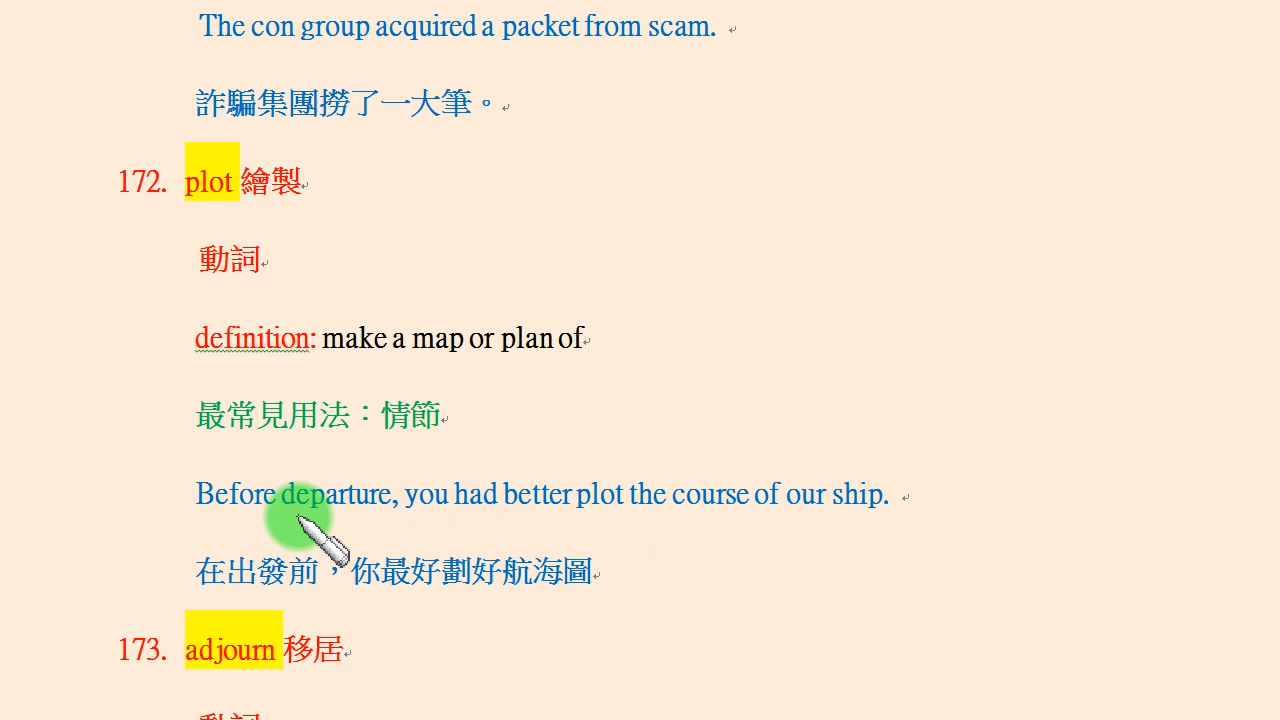 The con group acquired a packet from scam.
詐騙集團撈了一大筆。
172. plot 繪製
動詞
definition: make a map or plan of
最常見用法：情節
Before departure, you had better plot the course of our ship.
在出發前，你最好劃好航海圖
173. adjourn 移居
動詞